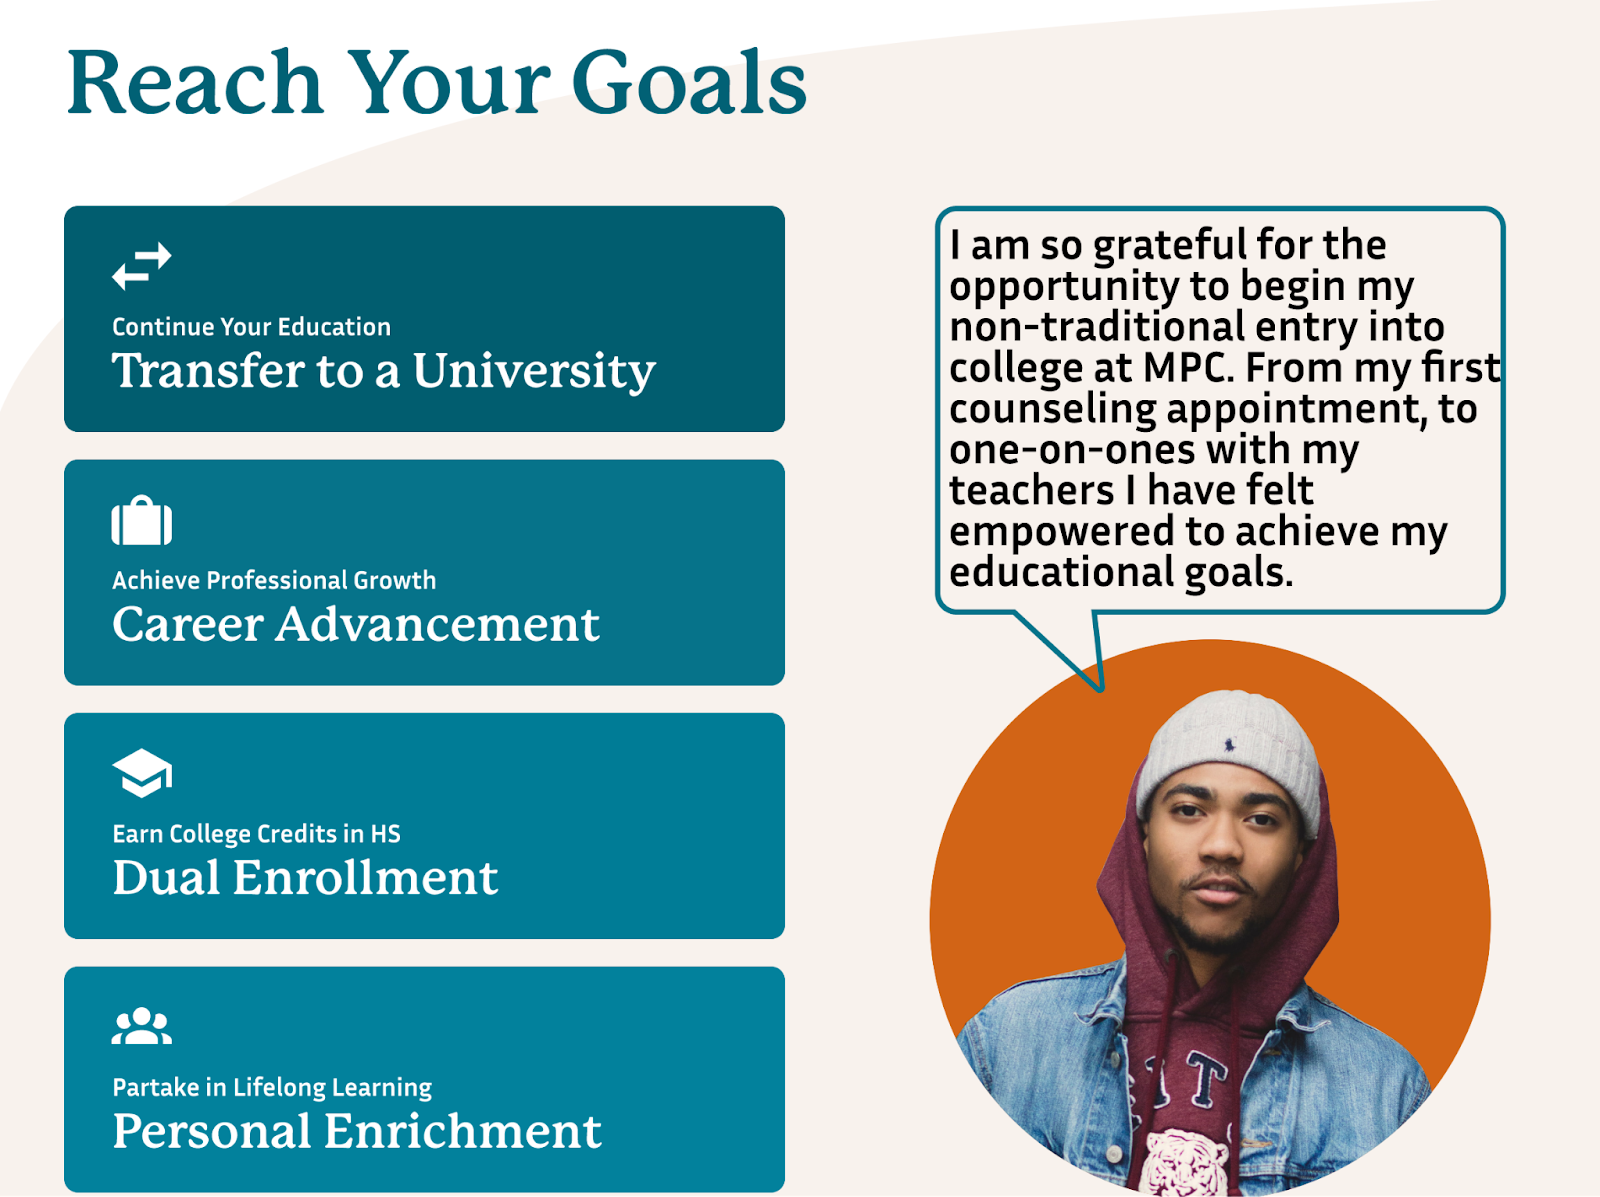 Reach Your Goals
Continue Your Education
Transfer to a University
Achieve Professional Growth
Career Advancement
Earn College Credits in HS
Dual Enrollment
Partake in Lifelong Learning
Personal Enrichment
I am so grateful for the
opportunity to begin my
non-traditional entry into
college at MPC. From my first
counseling appointment, to
one-on-ones with my
teachers I have felt
empowered to achieve my
educational goals.